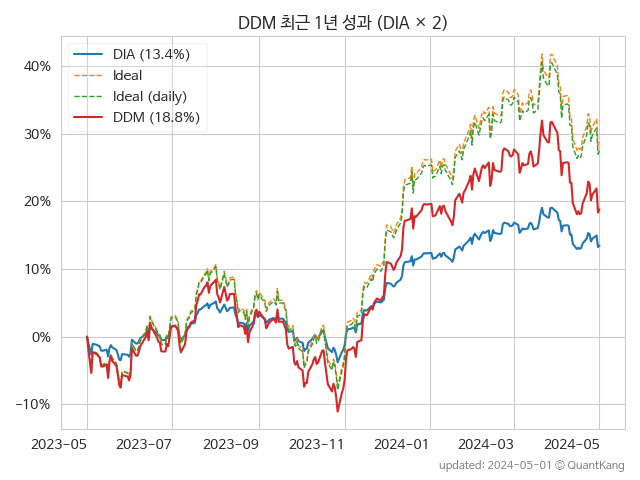 DDM 최근 1년 성과 (DIA × 2)
DIA (13.4%)
Ideal
Ideal (daily)
DDM (18.8%)
40%
30%
20%
10%
0%
−10%
2023-05 2023-07 2023-09 2023-11 2024-01 2024-03 2024-05
updated: 2024-05-01 © QuantKang